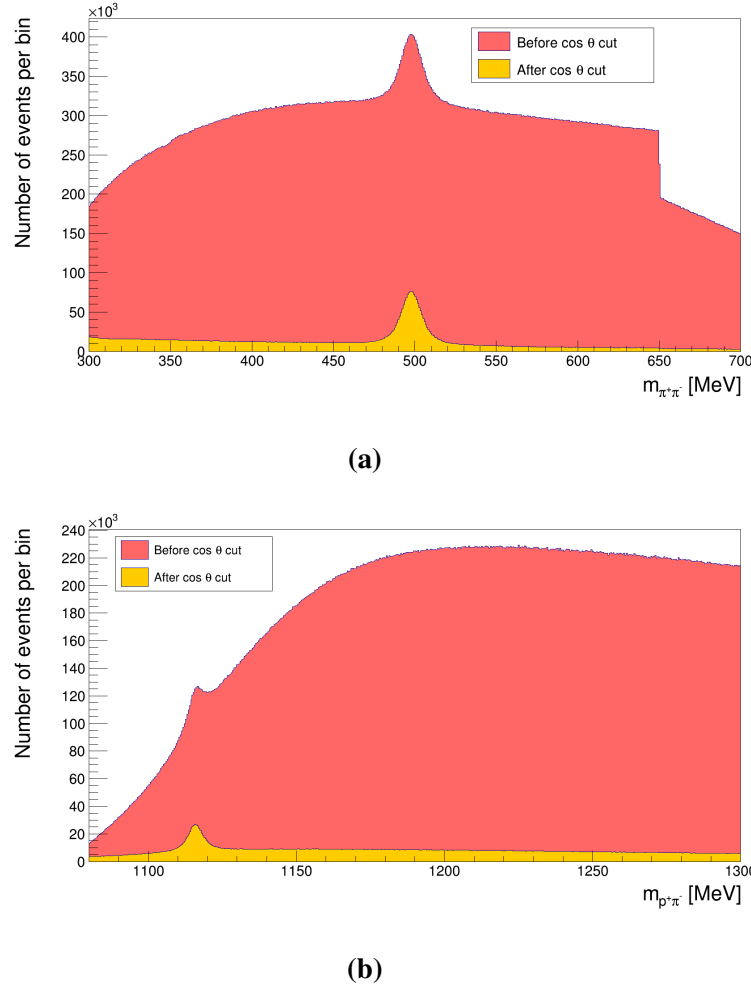 ×10³
400
350
300
250
200
150
100
50
0
Number of events per bin
Before cos θ cut
After cos θ cut
300 350 400 450 500 550 600 650 700
m π⁺π⁻ [MeV]
(a)
×10³
240
220
200
180
160
140
120
100
80
60
40
20
0
Number of events per bin
Before cos θ cut
After cos θ cut
1100 1150 1200 1250 1300
m p⁺π⁻ [MeV]
(b)